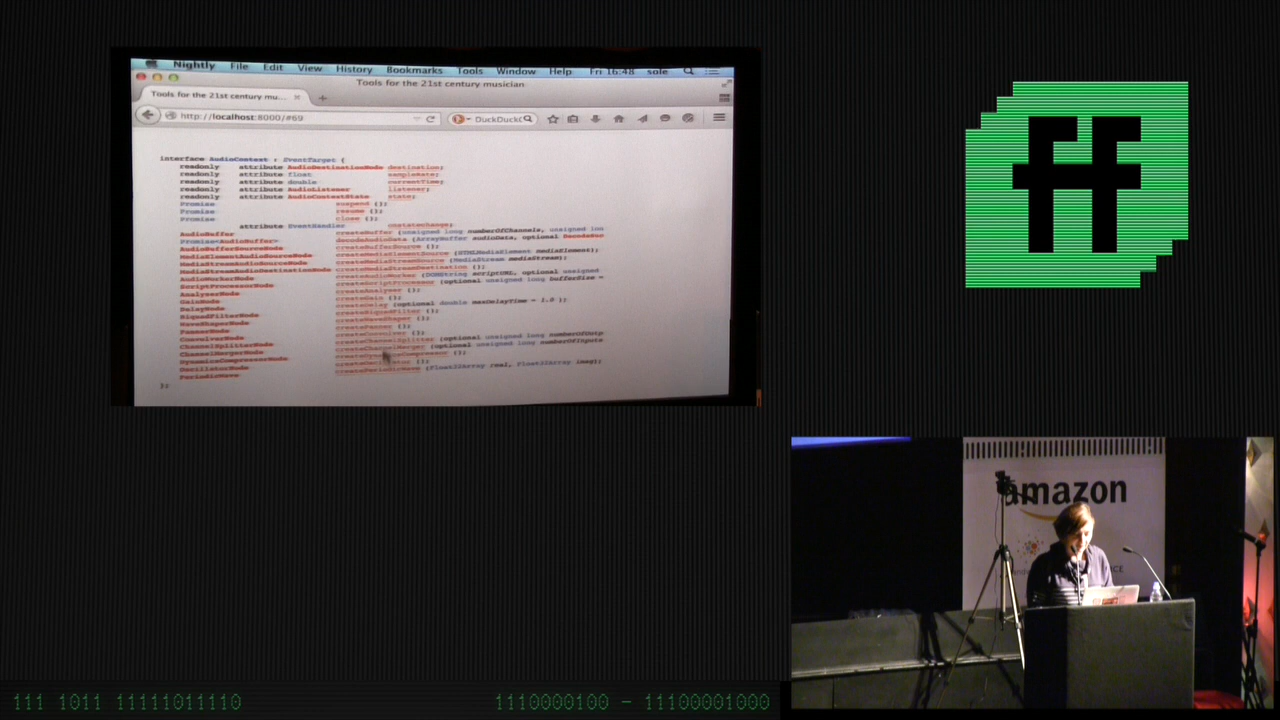 Nightly File Edit View History Bookmarks Tools Window Help Fri 16:48 sole
Tools for the 21st century musician
Tools for the 21st century mu...
http://localhost:8000/#69
DuckDuck
interface AudioContext : EventTarget {
readonly attribute AudioDestinationNode destination;
readonly attribute float sampleRate;
readonly attribute double currentTime;
readonly attribute AudioListener listener;
readonly attribute AudioContextState state;
Promise suspend ();
Promise resume ();
Promise close ();
attribute EventHandler onstatechange;
AudioBuffer createBuffer (unsigned long numberOfChannels, unsigned lon
Promise<AudioBuffer> decodeAudioData (ArrayBuffer audioData, optional DecodeSuc
AudioBufferSourceNode createBufferSource ();
MediaElementAudioSourceNode createMediaElementSource (HTMLMediaElement mediaElement);
MediaStreamAudioSourceNode createMediaStreamSource (MediaStream mediaStream);
MediaStreamAudioDestinationNode createMediaStreamDestination ();
AudioWorkerNode createAudioWorker (DOMString scriptURL, optional unsigned
ScriptProcessorNode createScriptProcessor (optional unsigned long bufferSize =
AnalyserNode createAnalyser ();
GainNode createGain ();
DelayNode createDelay (optional double maxDelayTime = 1.0 );
BiquadFilterNode createBiquadFilter ();
WaveShaperNode createWaveShaper ();
PannerNode createPanner ();
ConvolverNode createConvolver ();
ChannelSplitterNode createChannelSplitter (optional unsigned long numberOfOutp
ChannelMergerNode createChannelMerger (optional unsigned long numberOfInputs
DynamicsCompressorNode createDynamicsCompressor ();
OscillatorNode createOscillator ();
PeriodicWave createPeriodicWave (Float32Array real, Float32Array imag);
};
ff
amazon
111 1011 11111011110
1110000100 - 11100001000